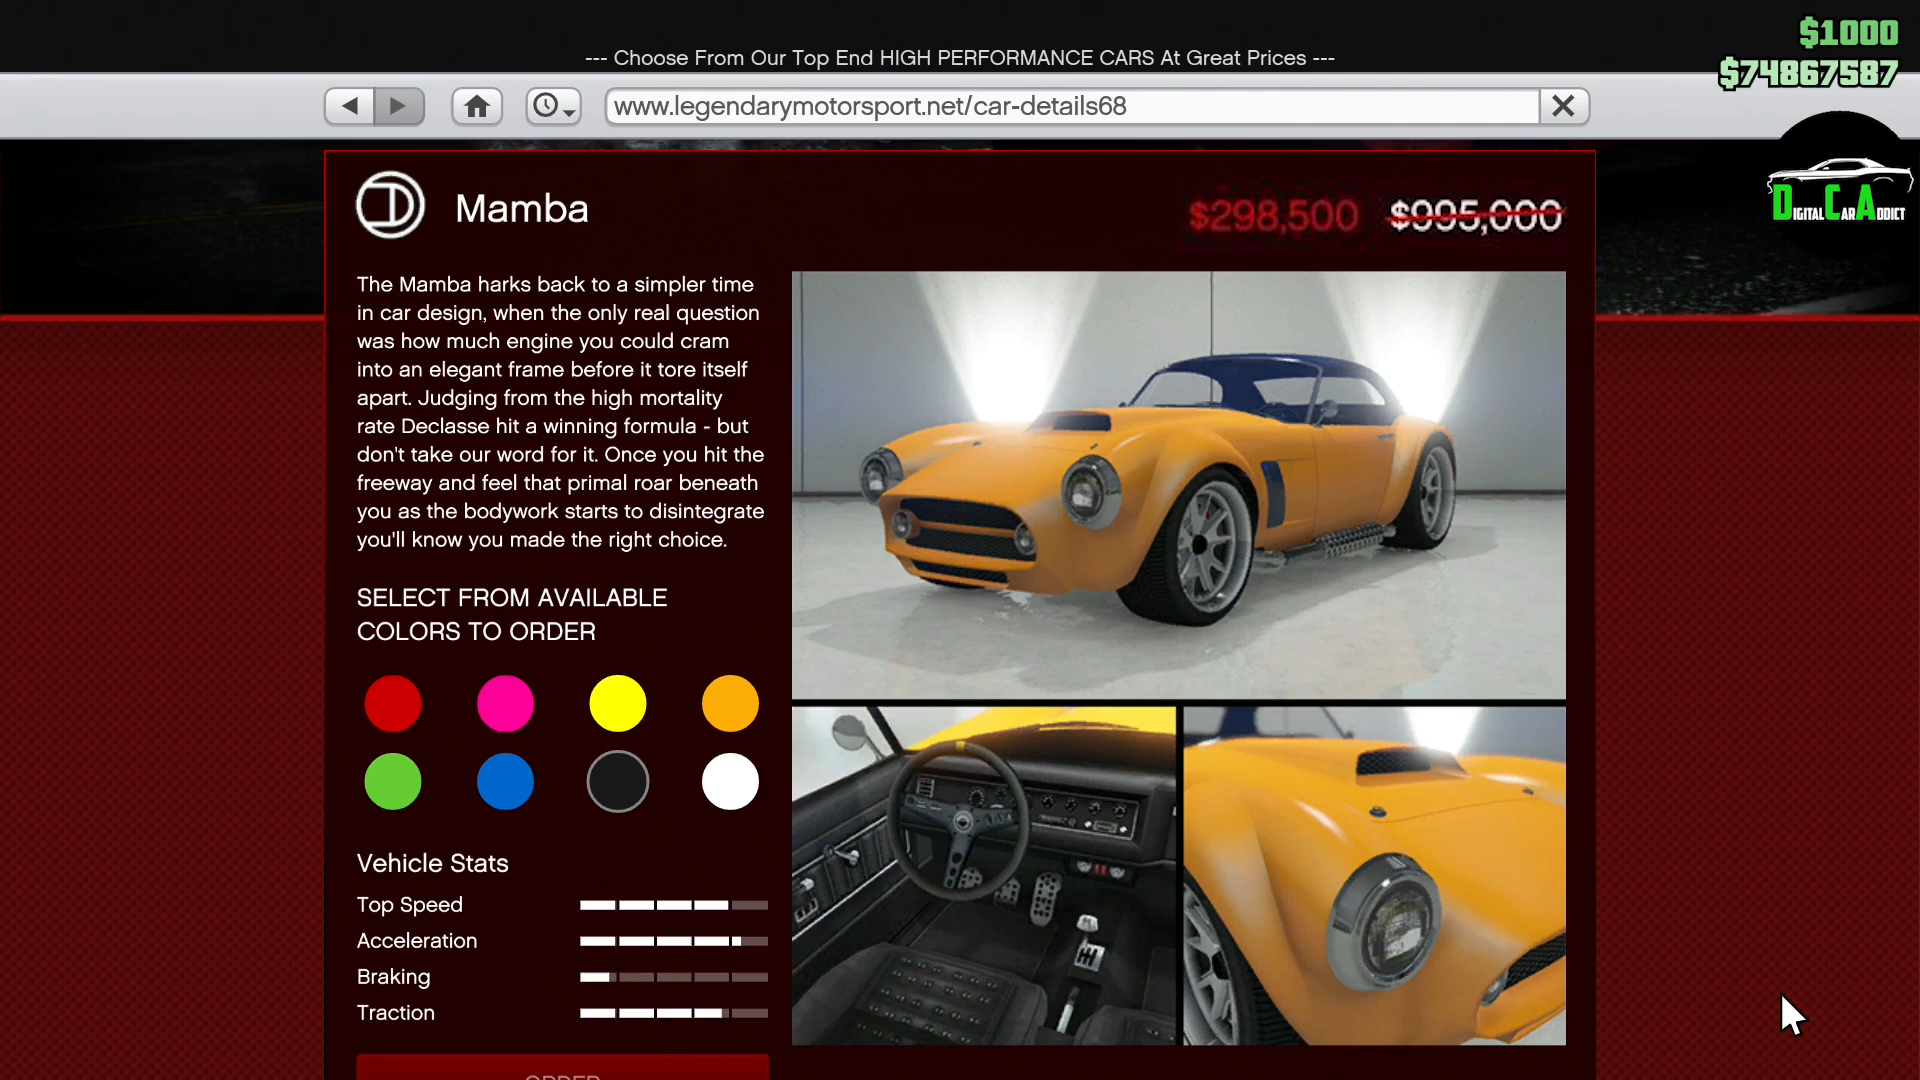 --- Choose From Our Top End HIGH PERFORMANCE CARS At Great Prices ---
$1000
$74867587
www.legendarymotorsport.net/car-details68
DIGITALCARADDICT
Mamba
$298,500 $995,000
The Mamba harks back to a simpler time
in car design, when the only real question
was how much engine you could cram
into an elegant frame before it tore itself
apart. Judging from the high mortality
rate Declasse hit a winning formula - but
don't take our word for it. Once you hit the
freeway and feel that primal roar beneath
you as the bodywork starts to disintegrate
you'll know you made the right choice.
SELECT FROM AVAILABLE
COLORS TO ORDER
Vehicle Stats
Top Speed
Acceleration
Braking
Traction
ORDER